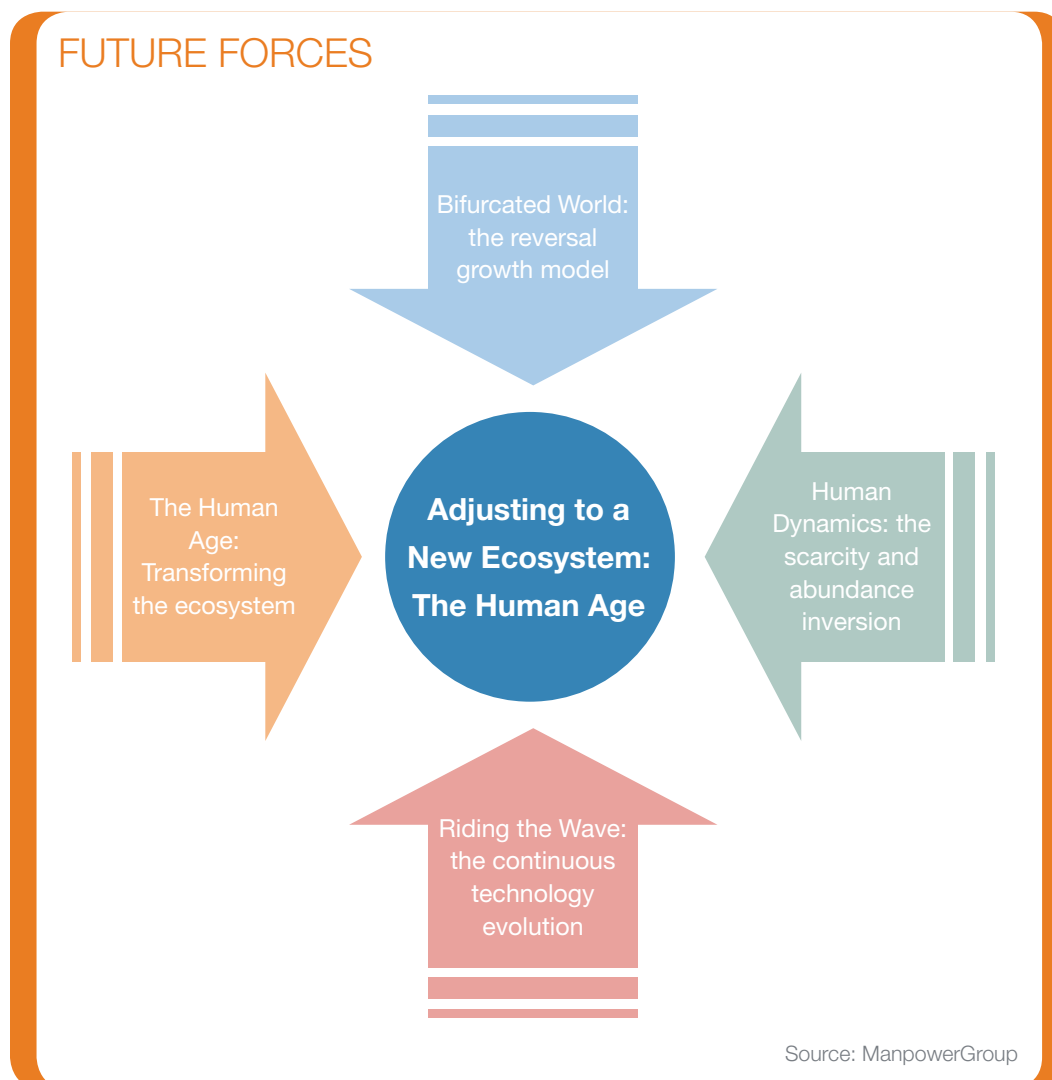 FUTURE FORCES
Bifurcated World:
the reversal
growth model
The Human
Age:
Transforming
the ecosystem
Adjusting to a
New Ecosystem:
The Human Age
Human
Dynamics: the
scarcity and
abundance
inversion
Riding the Wave:
the continuous
technology
evolution
Source: ManpowerGroup